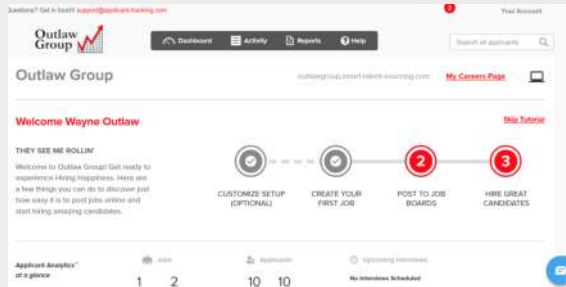 Questions? Get in touch! support@applicant-tracking.com
3
Your Account
Outlaw
Group
Dashboard
Activity
Reports
Help
Search all applicants
Outlaw Group
outlawgroup.smart-talent-sourcing.com
My Careers Page
Welcome Wayne Outlaw
Skip Tutorial
THEY SEE ME ROLLIN'
Welcome to Outlaw Group! Get ready to
experience Hiring Happiness. Here are
a few things you can do to discover just
how easy it is to post jobs online and
start hiring amazing candidates.
CUSTOMIZE SETUP
(OPTIONAL)
CREATE YOUR
FIRST JOB
2
POST TO JOB
BOARDS
3
HIRE GREAT
CANDIDATES
Applicant Analytics
at a glance
Jobs
1 2
Applicants
10 10
Upcoming Interviews
No Interviews Scheduled